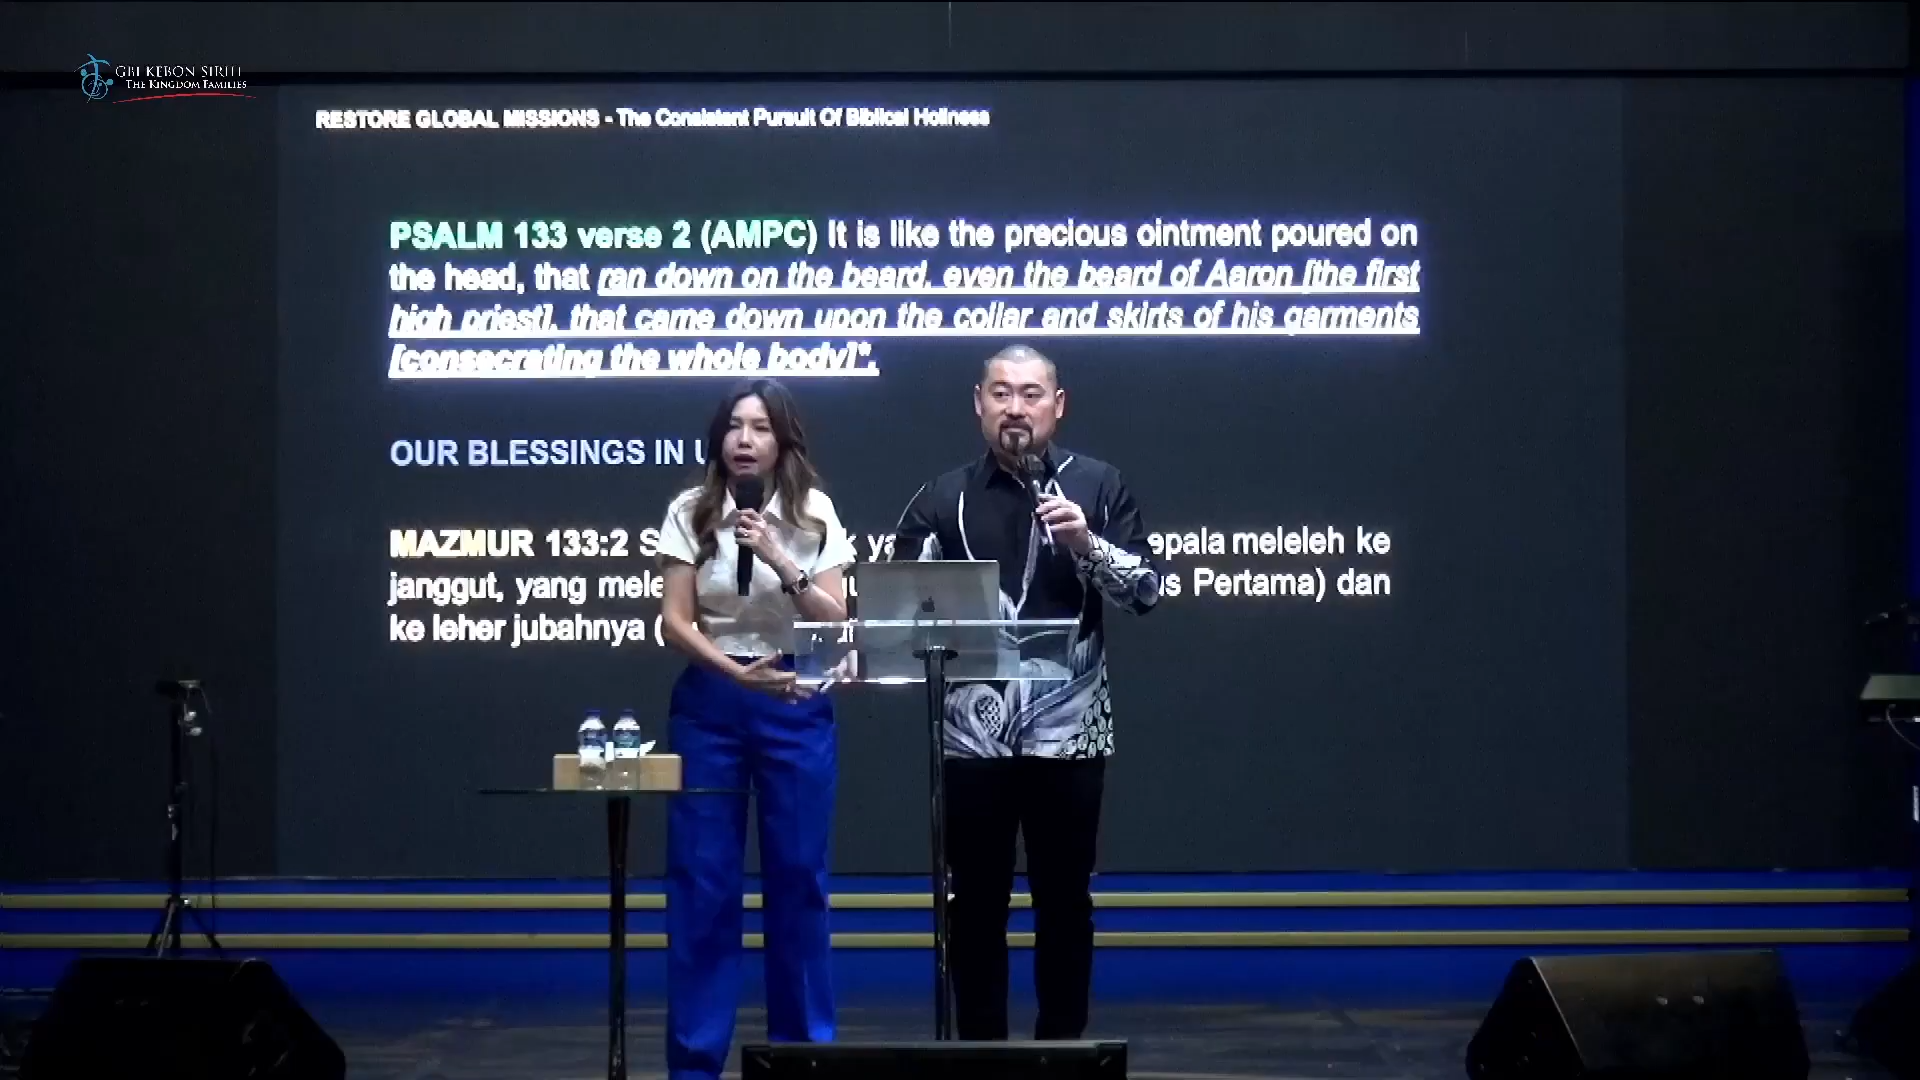 GBI KEBON SIRIH
THE KINGDOM FAMILIES
RESTORE GLOBAL MISSIONS - The Consistent Pursuit Of Biblical Holiness
PSALM 133 verse 2 (AMPC) It is like the precious ointment poured on
the head, that ran down on the beard, even the beard of Aaron [the first
high priest], that came down upon the collar and skirts of his garments
[consecrating the whole body]*.
OUR BLESSINGS IN
MAZMUR 133:2 epala meleleh ke
janggut, yang Pertama) dan
ke leher jubahnya (